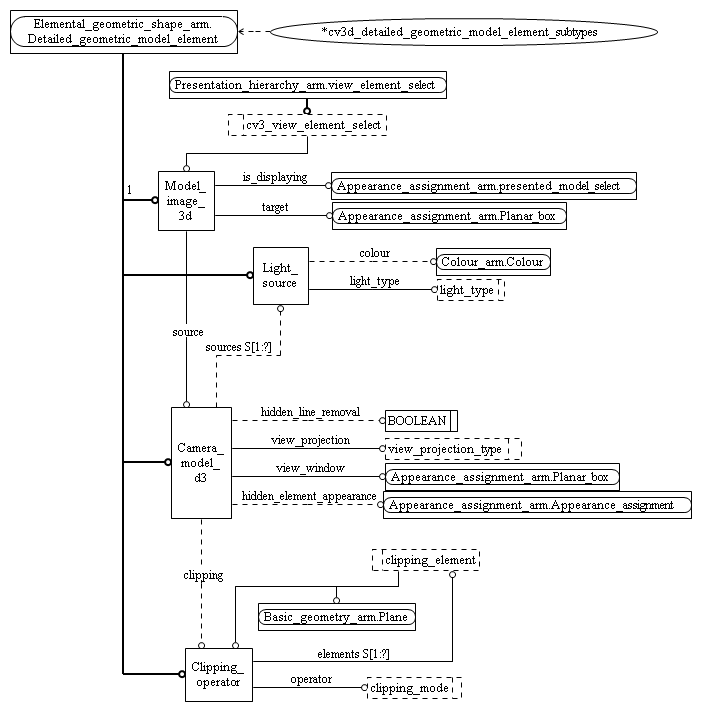 Elemental_geometric_shape_arm.
Detailed_geometric_model_element
*cv3d_detailed_geometric_model_element_subtypes
Presentation_hierarchy_arm.view_element_select
cv3_view_element_select
1
Model_
image_
3d
is_displaying
Appearance_assignment_arm.presented_model_select
target
Appearance_assignment_arm.Planar_box
Light_
source
colour
Colour_arm.Colour
light_type
light_type
source
sources S[1:?]
Camera_
model_
d3
hidden_line_removal
BOOLEAN
view_projection
view_projection_type
view_window
Appearance_assignment_arm.Planar_box
hidden_element_appearance
Appearance_assignment_arm.Appearance_assignment
clipping
clipping_element
Basic_geometry_arm.Plane
Clipping_
operator
elements S[1:?]
operator
clipping_mode